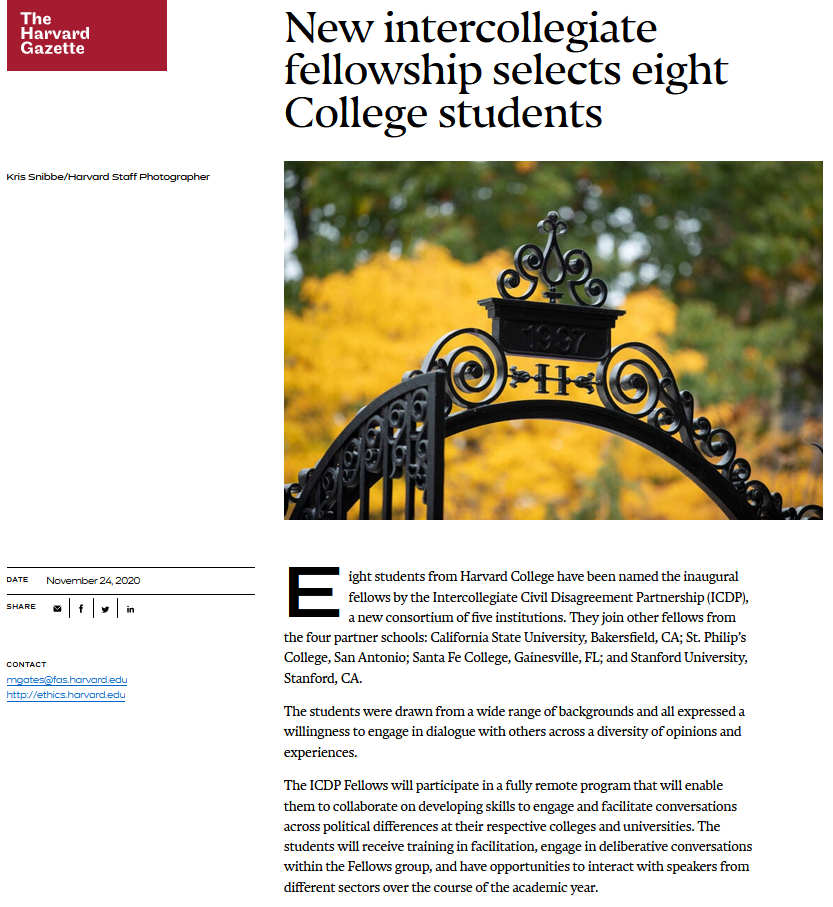 The
Harvard
Gazette
New intercollegiate
fellowship selects eight
College students
Kris Snibbe/Harvard Staff Photographer
1997
H
DATE November 24, 2020
SHARE
CONTACT
mgates@fas.harvard.edu
http://ethics.harvard.edu
Eight students from Harvard College have been named the inaugural
fellows by the Intercollegiate Civil Disagreement Partnership (ICDP),
a new consortium of five institutions. They join other fellows from
the four partner schools: California State University, Bakersfield, CA; St. Philip’s
College, San Antonio; Santa Fe College, Gainesville, FL; and Stanford University,
Stanford, CA.
The students were drawn from a wide range of backgrounds and all expressed a
willingness to engage in dialogue with others across a diversity of opinions and
experiences.
The ICDP Fellows will participate in a fully remote program that will enable
them to collaborate on developing skills to engage and facilitate conversations
across political differences at their respective colleges and universities. The
students will receive training in facilitation, engage in deliberative conversations
within the Fellows group, and have opportunities to interact with speakers from
different sectors over the course of the academic year.